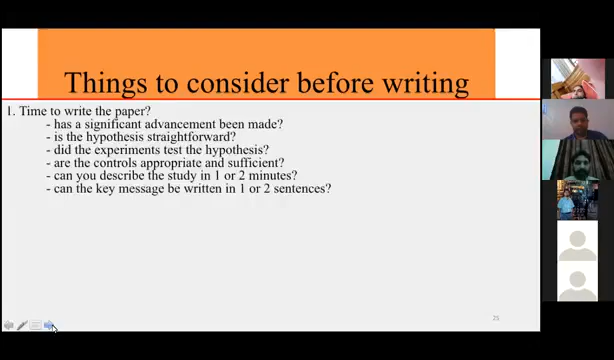 Things to consider before writing
1. Time to write the paper?
- has a significant advancement been made?
- is the hypothesis straightforward?
- did the experiments test the hypothesis?
- are the controls appropriate and sufficient?
- can you describe the study in 1 or 2 minutes?
- can the key message be written in 1 or 2 sentences?
25